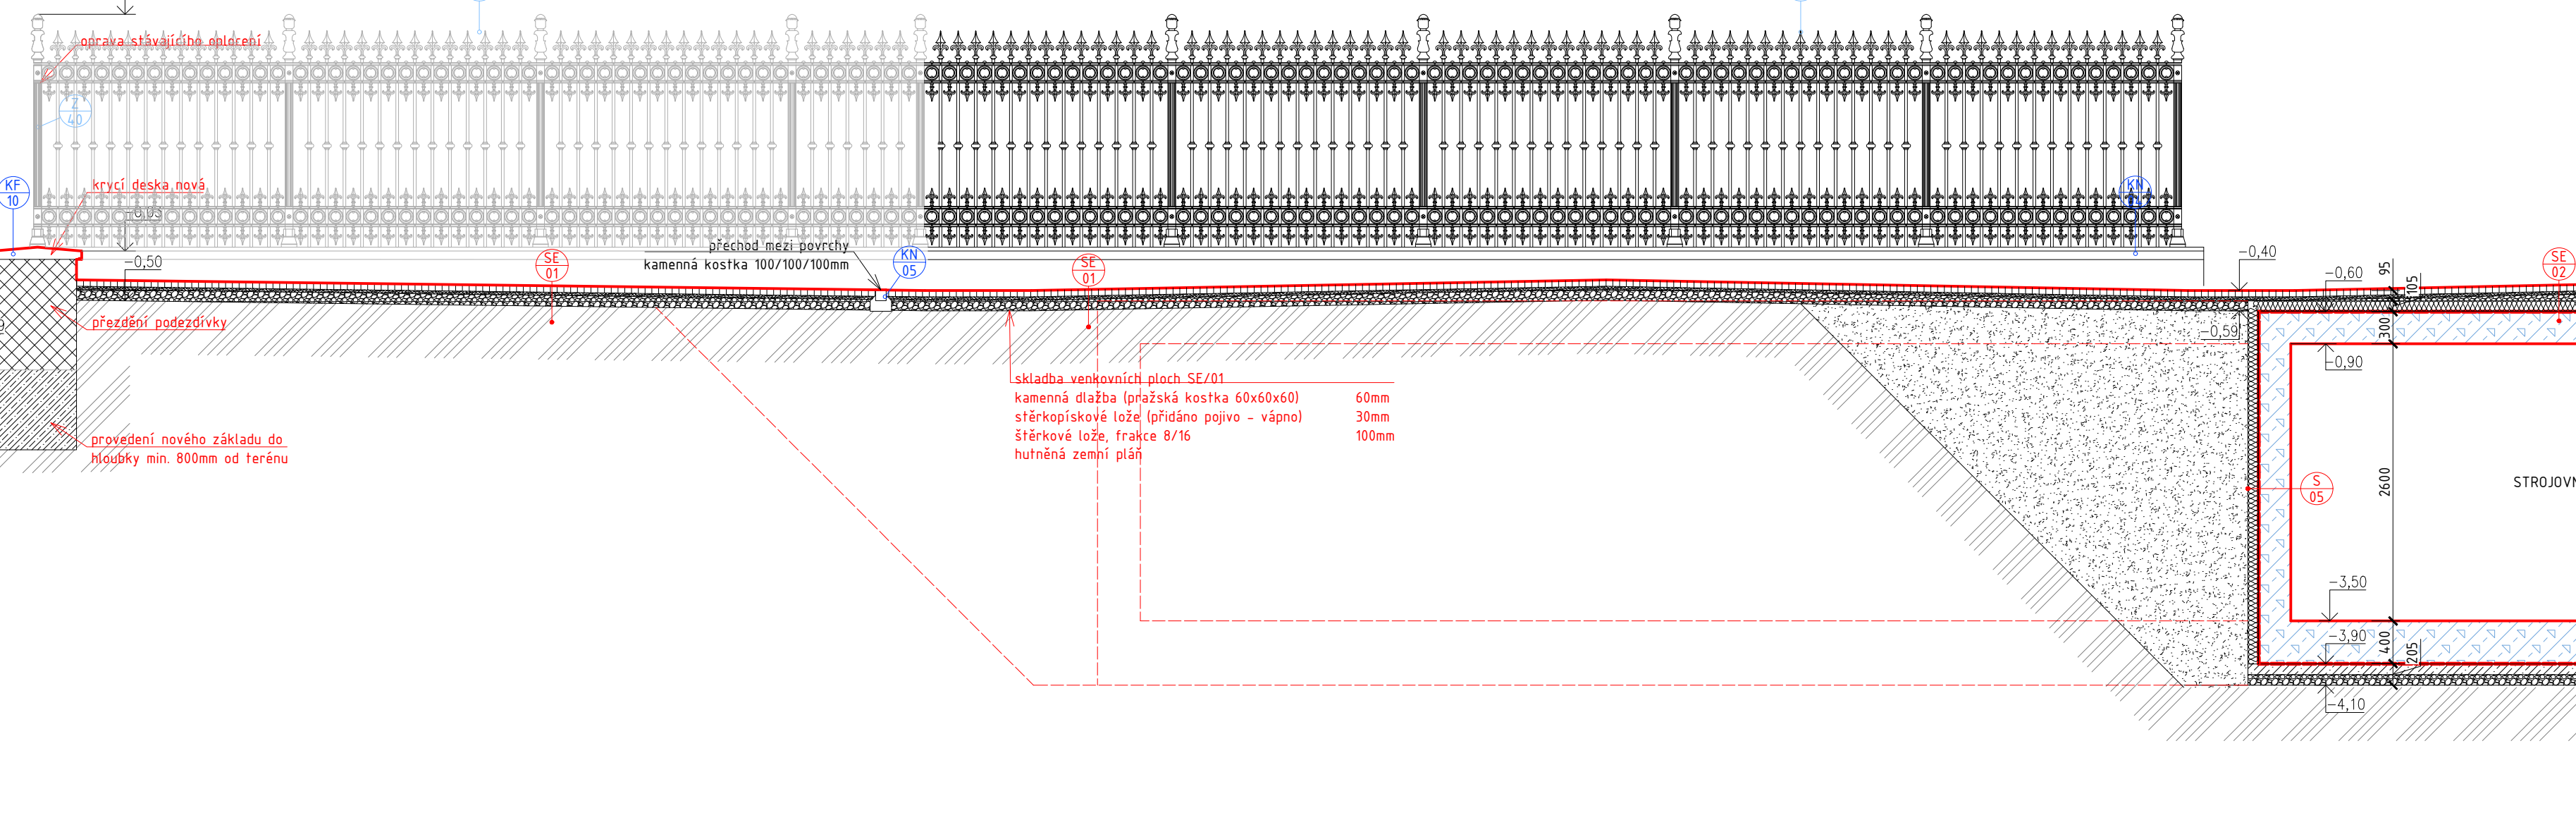 oprava stávajícího oplocení
Z
40
KF
10
krycí deska nová
-0,50
SE
01
přechod mezi povrchy
kamenná kostka 100/100/100mm
KN
05
SE
01
KN
-0,40
-0,60
95
105
SE
02
přezdění podezdívky
-0,59
300
-0,90
skladba venkovních ploch SE/01
kamenná dlažba (pražská kostka 60x60x60) 60mm
stěrkopískové lože (přidáno pojivo - vápno) 30mm
štěrkové lože, frakce 8/16 100mm
hutněná zemní pláň
provedení nového základu do
hloubky min. 800mm od terénu
S
05
2600
-3,50
-3,90
400
205
-4,10